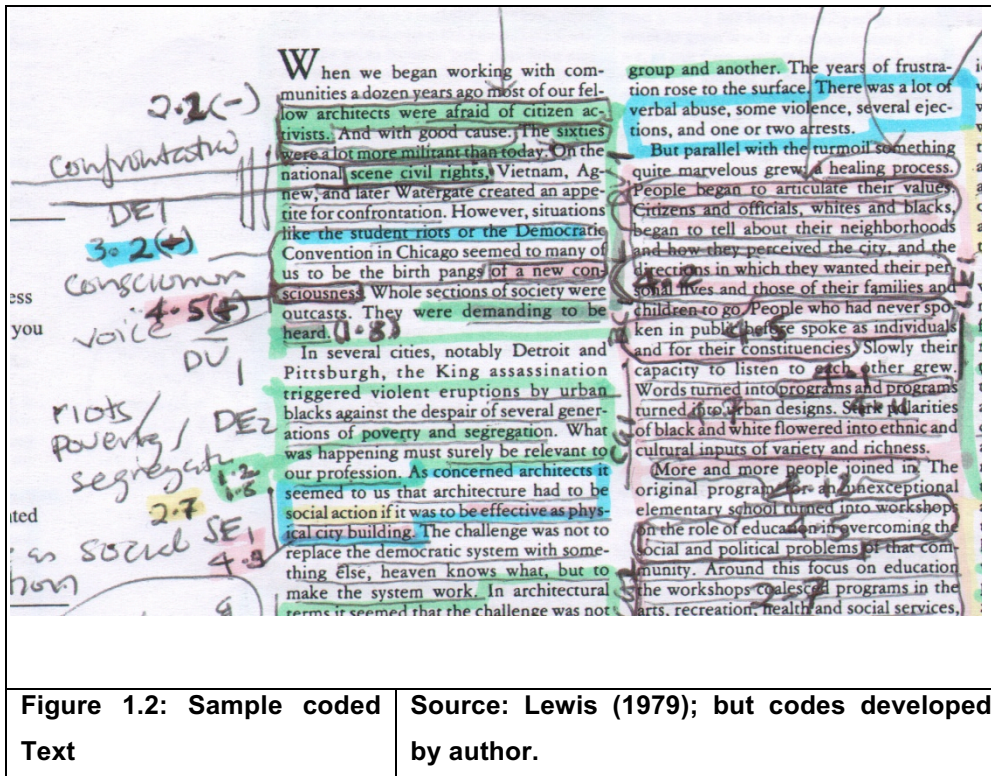 2.1(-)
confrontation
DE1
3.2(+)
4.5(+)
voice
DV1
riots/
poverty/ DE2
segregati
1.2
1.5
2.7
as social SE1
4.9
ess
you
ated
When we began working with com-
munities a dozen years ago most of our fel-
low architects were afraid of citizen ac-
tivists. And with good cause. The sixties
were a lot more militant than today. On the
national scene civil rights, Vietnam, Ag-
new, and later Watergate created an appe-
tite for confrontation. However, situations
like the student riots or the Democratic
Convention in Chicago seemed to many of
us to be the birth pangs of a new con-
sciousness. Whole sections of society were
outcasts. They were demanding to be
heard. (1.8)
In several cities, notably Detroit and
Pittsburgh, the King assassination
triggered violent eruptions by urban
blacks against the despair of several gener-
ations of poverty and segregation. What
was happening must surely be relevant to
our profession. As concerned architects it
seemed to us that architecture had to be
social action if it was to be effective as phys-
ical city building. The challenge was not to
replace the democratic system with some-
thing else, heaven knows what, but to
make the system work. In architectural
terms it seemed that the challenge was not
group and another. The years of frustra-
tion rose to the surface. There was a lot of
verbal abuse, some violence, several ejec-
tions, and one or two arrests.
But parallel with the turmoil something
quite marvelous grew, a healing process.
People began to articulate their values.
Citizens and officials, whites and blacks,
began to tell about their neighborhoods
and how they perceived the city, and the
directions in which they wanted their per-
sonal lives and those of their families and
children to go. People who had never spo-
ken in public before spoke as individuals
and for their constituencies. Slowly their
capacity to listen to each other grew.
Words turned into programs and programs
turned into urban designs. Stark polarities
of black and white flowered into ethnic and
cultural inputs of variety and richness.
More and more people joined in. The
original program for an unexceptional
elementary school turned into workshops
on the role of education in overcoming the
social and political problems of that com-
munity. Around this focus on education
the workshops coalesced programs in the
arts, recreation, health and social services,
Figure 1.2: Sample coded
Text
Source: Lewis (1979); but codes developed
by author.